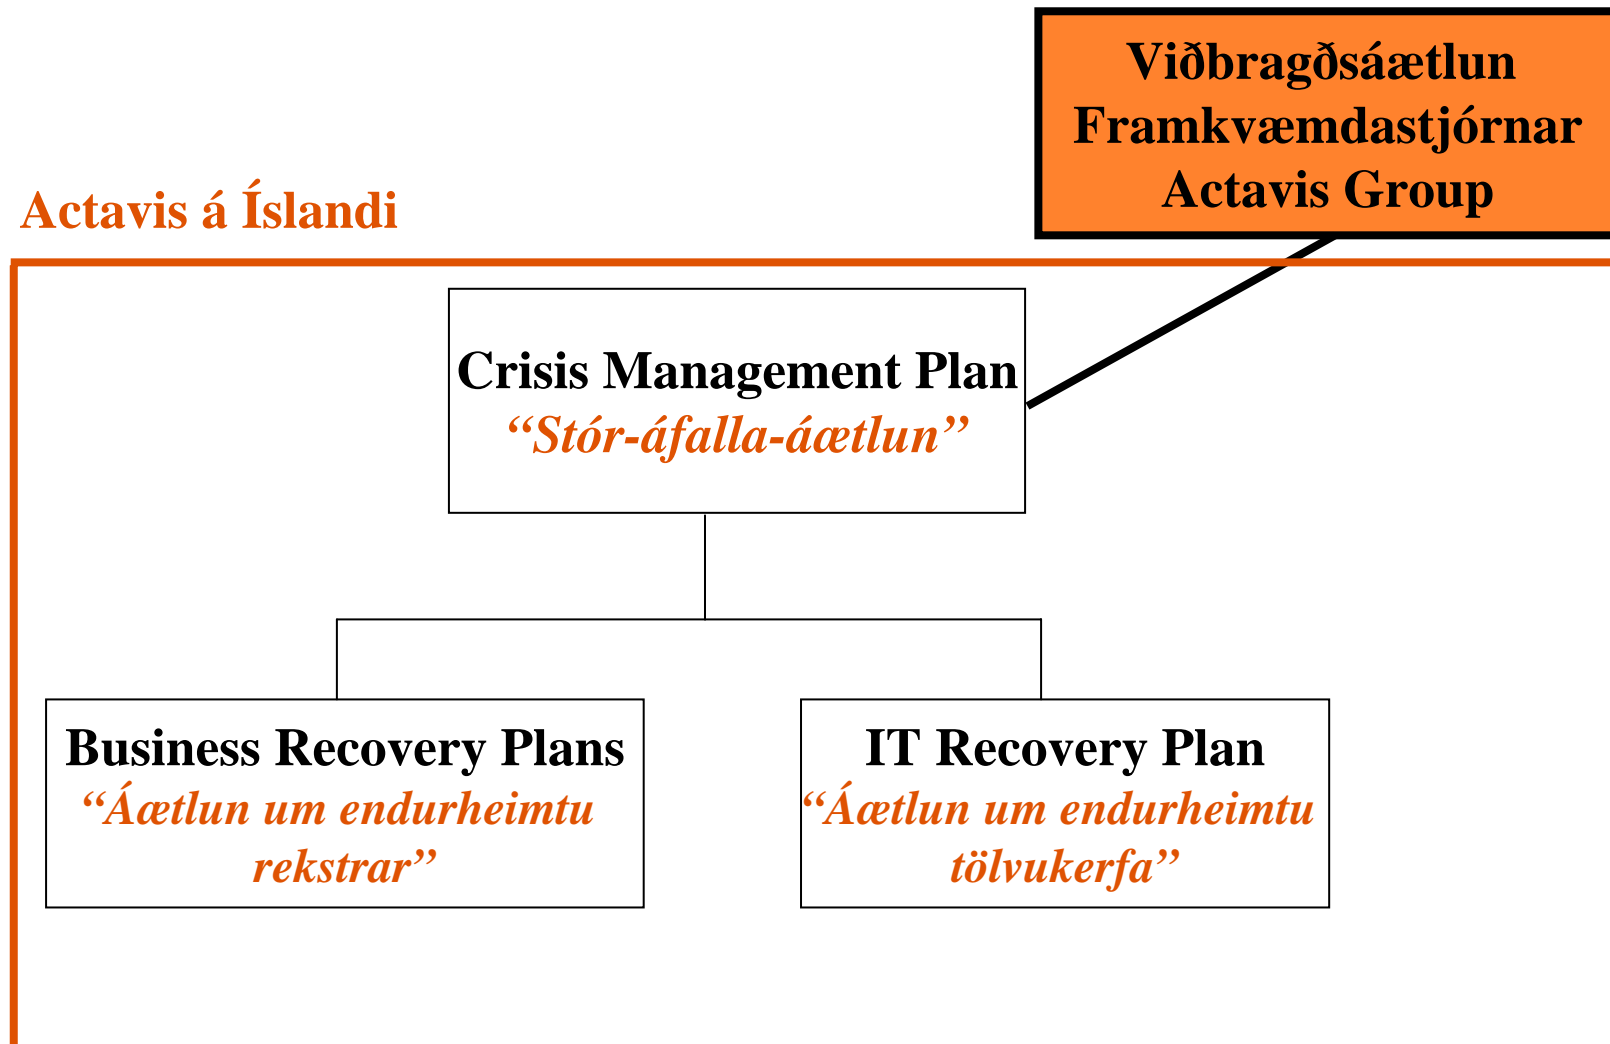 Viðbragðsáætlun
Framkvæmdastjórnar
Actavis Group
Actavis á Íslandi
Crisis Management Plan
“Stór-áfalla-áætlun”
Business Recovery Plans
“Áætlun um endurheimtu
rekstrar”
IT Recovery Plan
“Áætlun um endurheimtu
tölvukerfa”